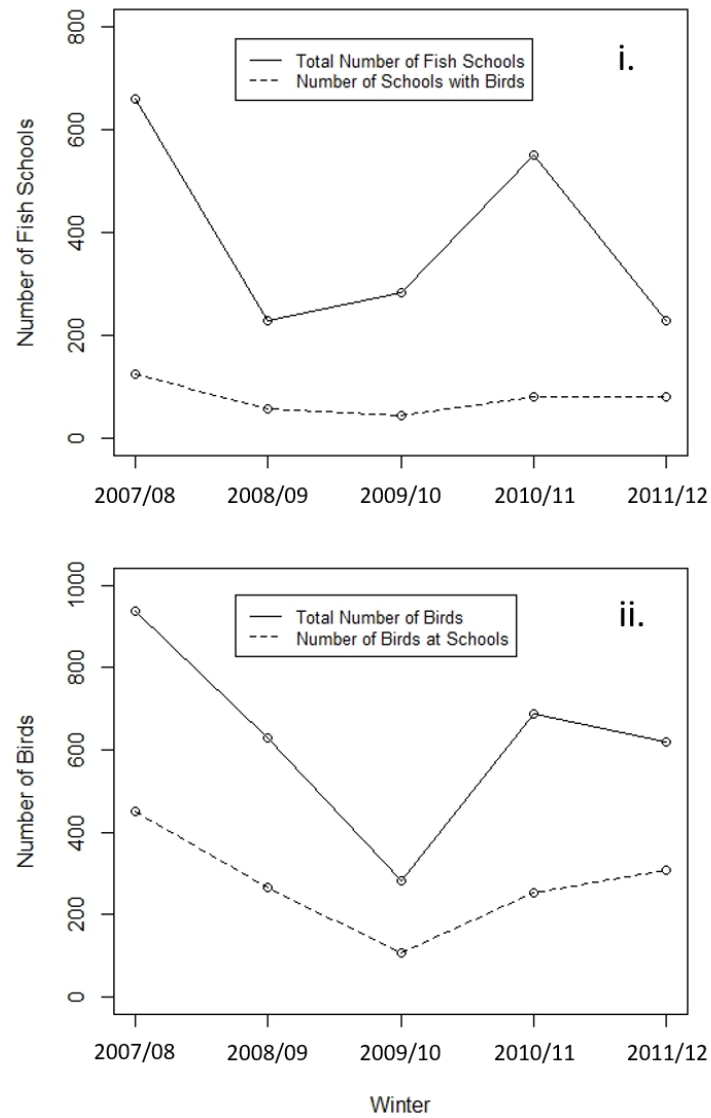 800
600
400
200
0
Number of Fish Schools
Total Number of Fish Schools
Number of Schools with Birds
i.
2007/08 2008/09 2009/10 2010/11 2011/12
1000
800
600
400
200
0
Number of Birds
Total Number of Birds
Number of Birds at Schools
ii.
2007/08 2008/09 2009/10 2010/11 2011/12
Winter